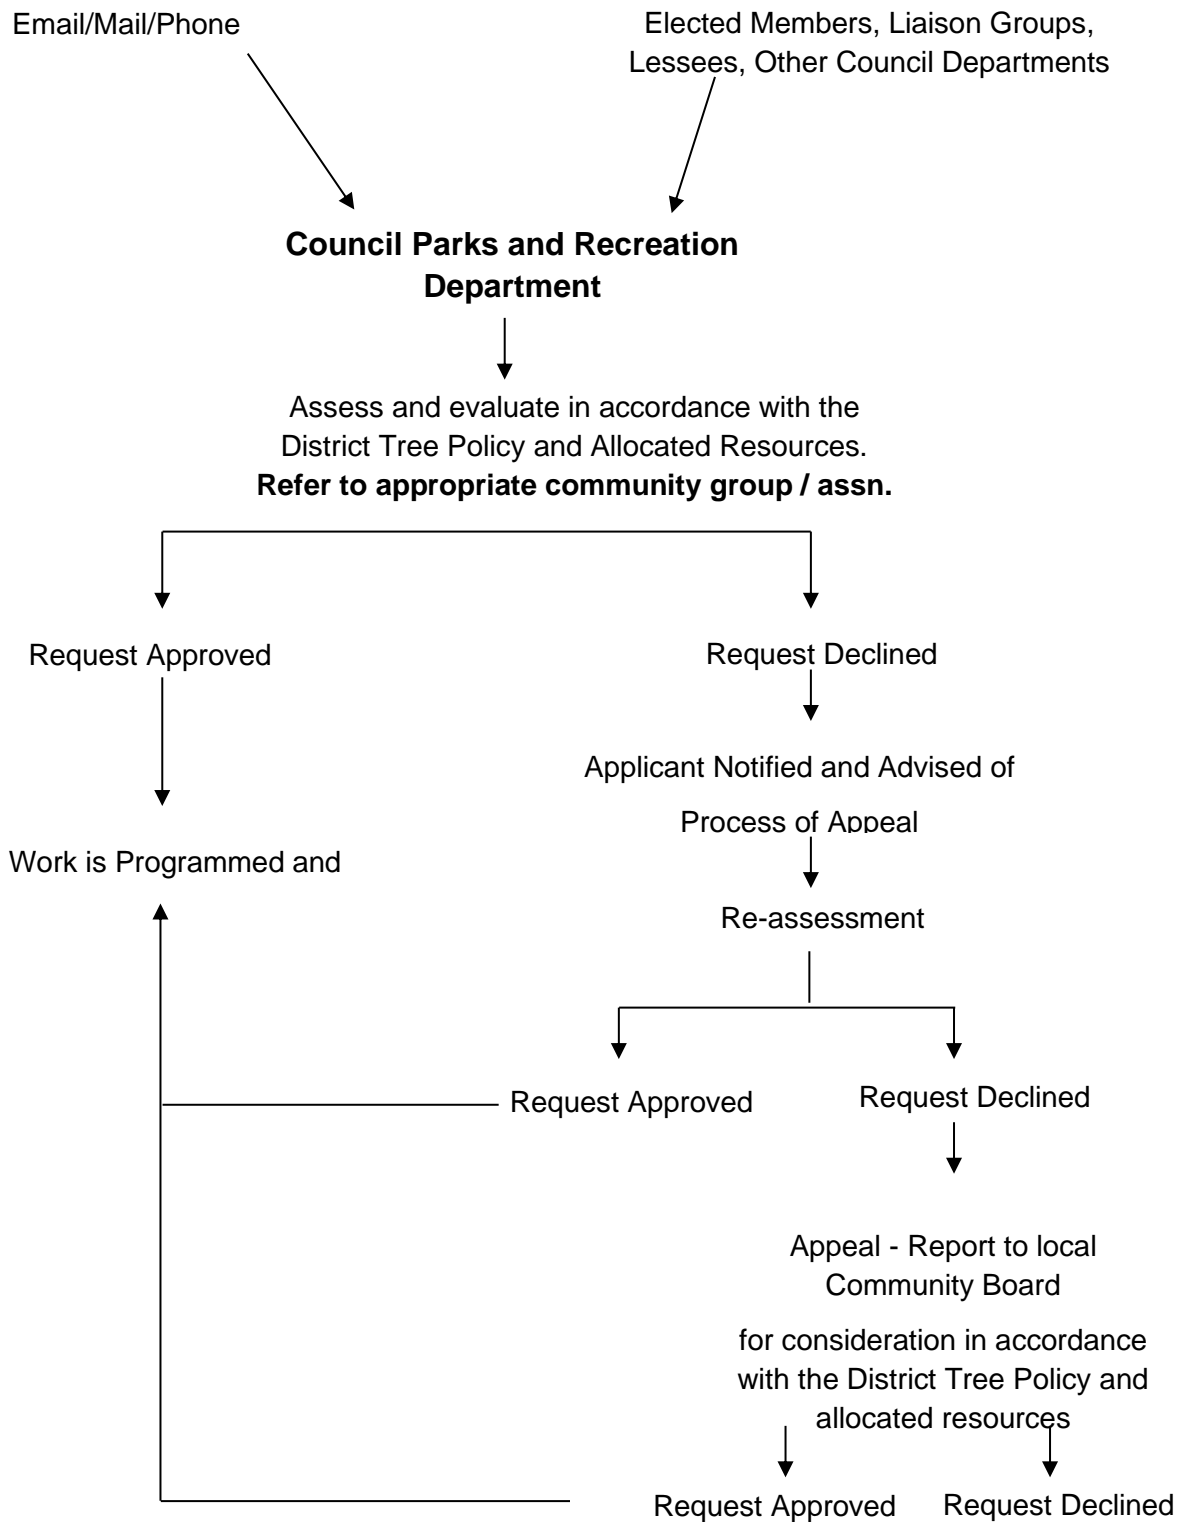 Email/Mail/Phone
Elected Members, Liaison Groups,
Lessees, Other Council Departments
Council Parks and Recreation
Department
Assess and evaluate in accordance with the
District Tree Policy and Allocated Resources.
Refer to appropriate community group / assn.
Request Approved
Request Declined
Applicant Notified and Advised of
Process of Appeal
Work is Programmed and
Re-assessment
Request Approved
Request Declined
Appeal - Report to local
Community Board
for consideration in accordance
with the District Tree Policy and
allocated resources
Request Approved
Request Declined